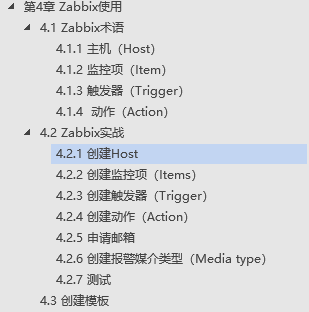 第4章 Zabbix使用
4.1 Zabbix术语
4.1.1 主机（Host）
4.1.2 监控项（Item）
4.1.3 触发器（Trigger）
4.1.4 动作（Action）
4.2 Zabbix实战
4.2.1 创建Host
4.2.2 创建监控项（Items）
4.2.3 创建触发器（Trigger）
4.2.4 创建动作（Action）
4.2.5 申请邮箱
4.2.6 创建报警媒介类型（Media type）
4.2.7 测试
4.3 创建模板